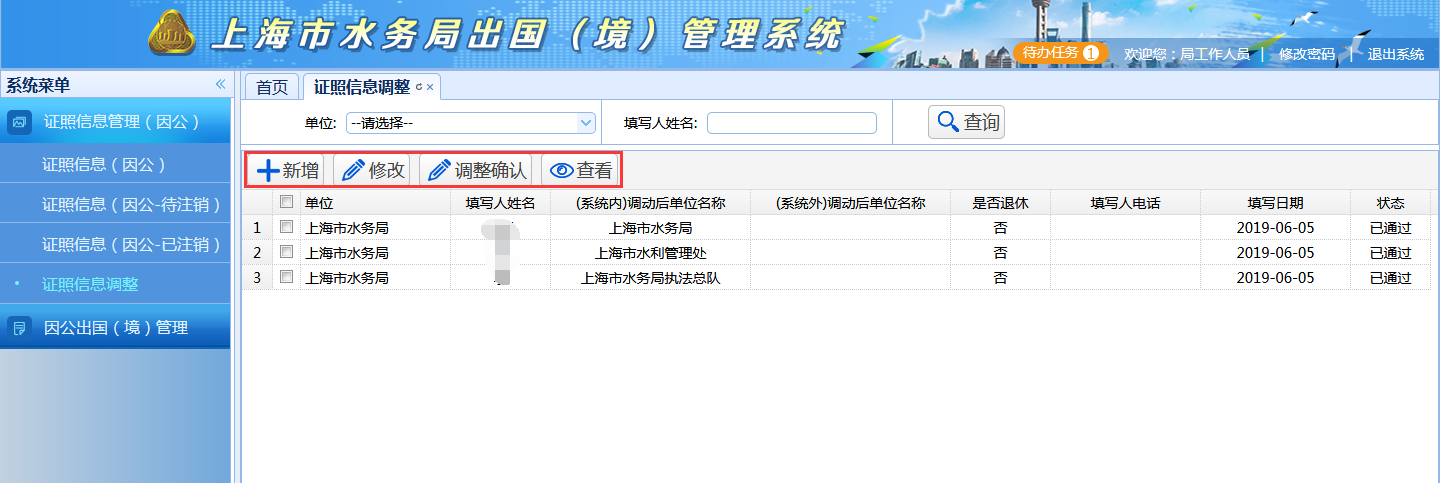 上海市水务局出国（境）管理系统
待办任务 1 欢迎您：局工作人员 | 修改密码 | 退出系统
系统菜单 «
首页 证照信息调整 ×
证照信息管理（因公）
证照信息（因公）
证照信息（因公-待注销）
证照信息（因公-已注销）
证照信息调整
因公出国（境）管理
单位: --请选择-- 填写人姓名: 查询
新增 修改 调整确认 查看
单位 填写人姓名 (系统内)调动后单位名称 (系统外)调动后单位名称 是否退休 填写人电话 填写日期 状态
1 上海市水务局 上海市水务局 否 2019-06-05 已通过
2 上海市水务局 上海市水利管理处 否 2019-06-05 已通过
3 上海市水务局 上海市水务局执法总队 否 2019-06-05 已通过